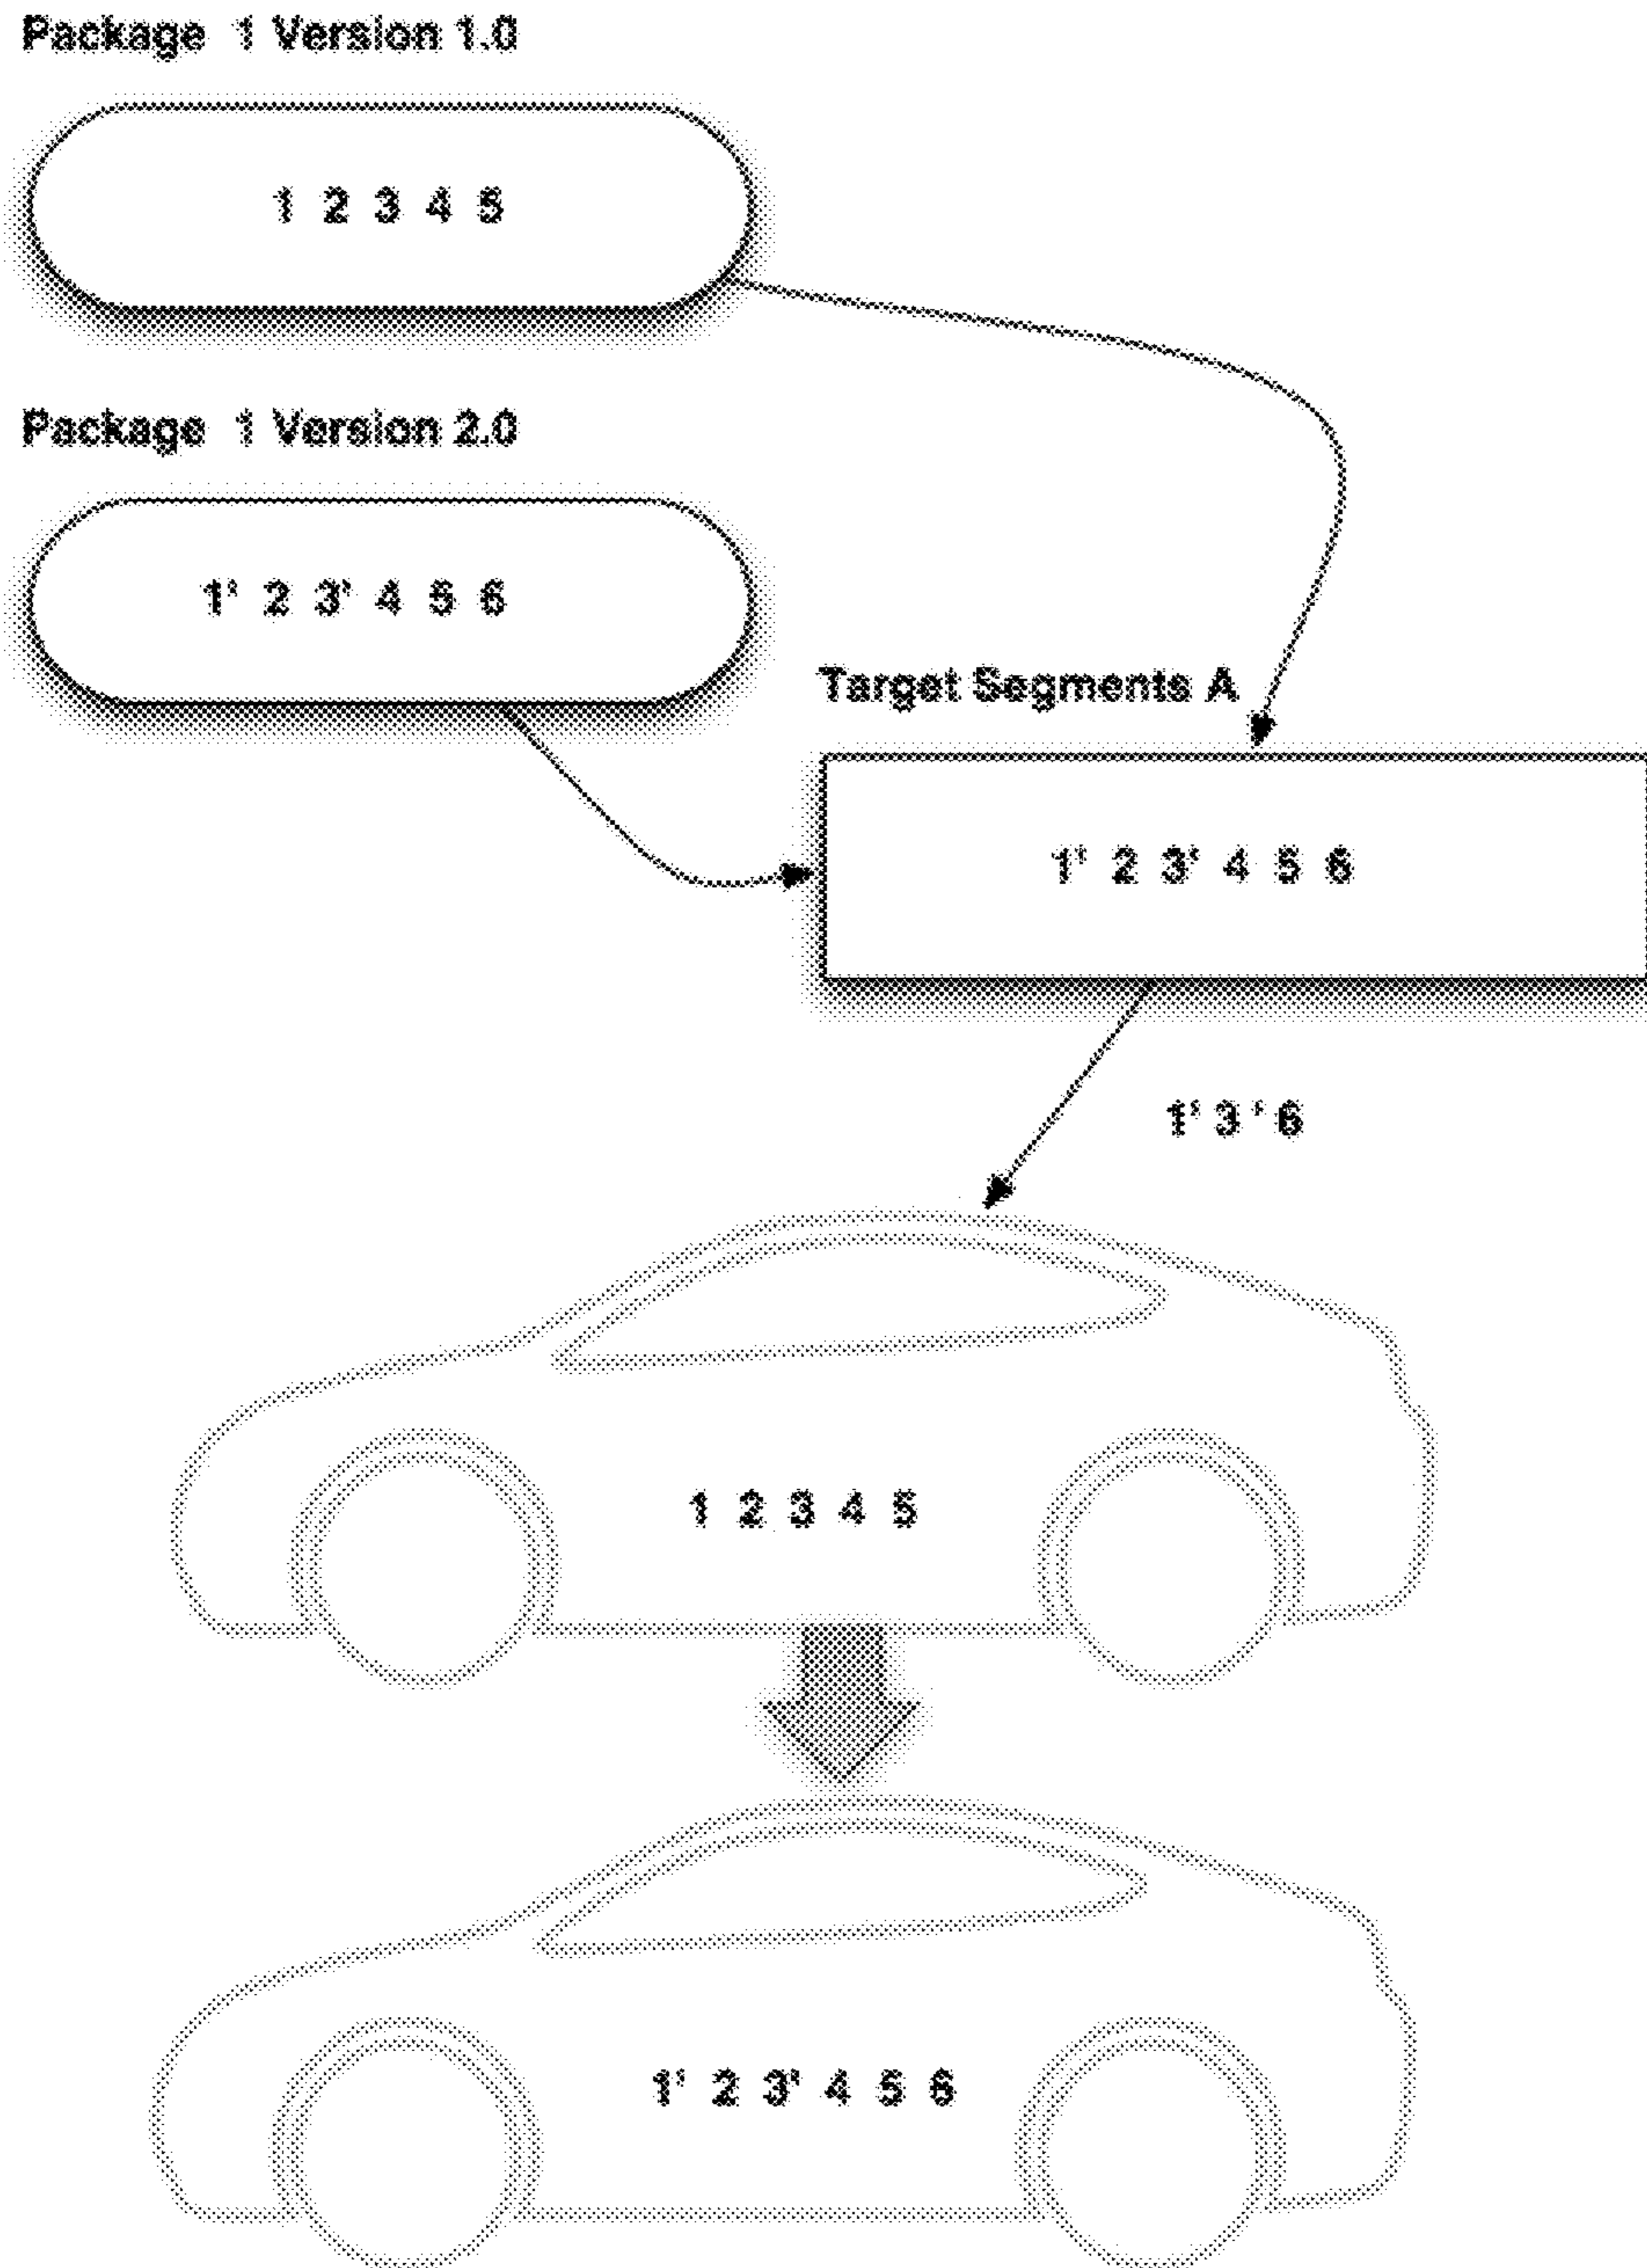 Package 1 Version 1.0
1 2 3 4 5
Package 1 Version 2.0
1' 2 3' 4 5 6
Target Segments A
1' 2 3' 4 5 6
1' 3 ' 6
1 2 3 4 5
1' 2 3' 4 5 6